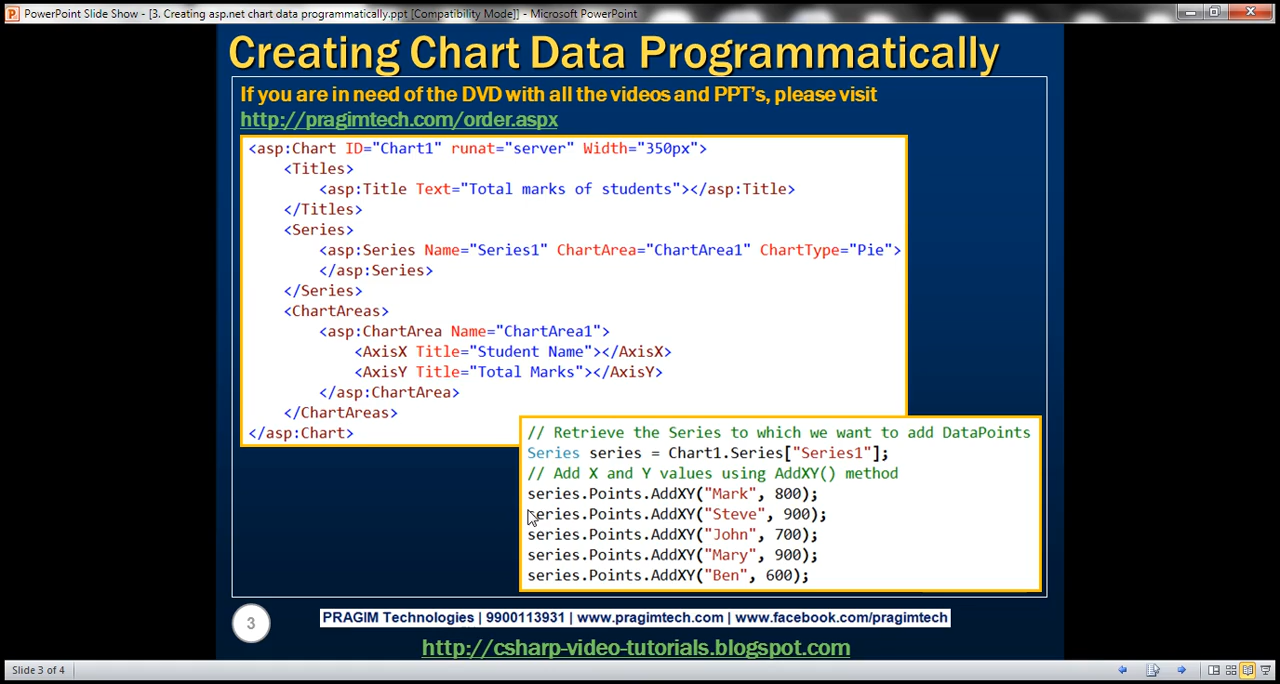 PowerPoint Slide Show - [3. Creating asp.net chart data programmatically.ppt [Compatibility Mode]] - Microsoft PowerPoint
Creating Chart Data Programmatically
If you are in need of the DVD with all the videos and PPT's, please visit
http://pragimtech.com/order.aspx
<asp:Chart ID="Chart1" runat="server" Width="350px">
<Titles>
<asp:Title Text="Total marks of students"></asp:Title>
</Titles>
<Series>
<asp:Series Name="Series1" ChartArea="ChartArea1" ChartType="Pie">
</asp:Series>
</Series>
<ChartAreas>
<asp:ChartArea Name="ChartArea1">
<AxisX Title="Student Name"></AxisX>
<AxisY Title="Total Marks"></AxisY>
</asp:ChartArea>
</ChartAreas>
</asp:Chart>
// Retrieve the Series to which we want to add DataPoints
Series series = Chart1.Series["Series1"];
// Add X and Y values using AddXY() method
series.Points.AddXY("Mark", 800);
series.Points.AddXY("Steve", 900);
series.Points.AddXY("John", 700);
series.Points.AddXY("Mary", 900);
series.Points.AddXY("Ben", 600);
3
PRAGIM Technologies | 9900113931 | www.pragimtech.com | www.facebook.com/pragimtech
http://csharp-video-tutorials.blogspot.com
Slide 3 of 4